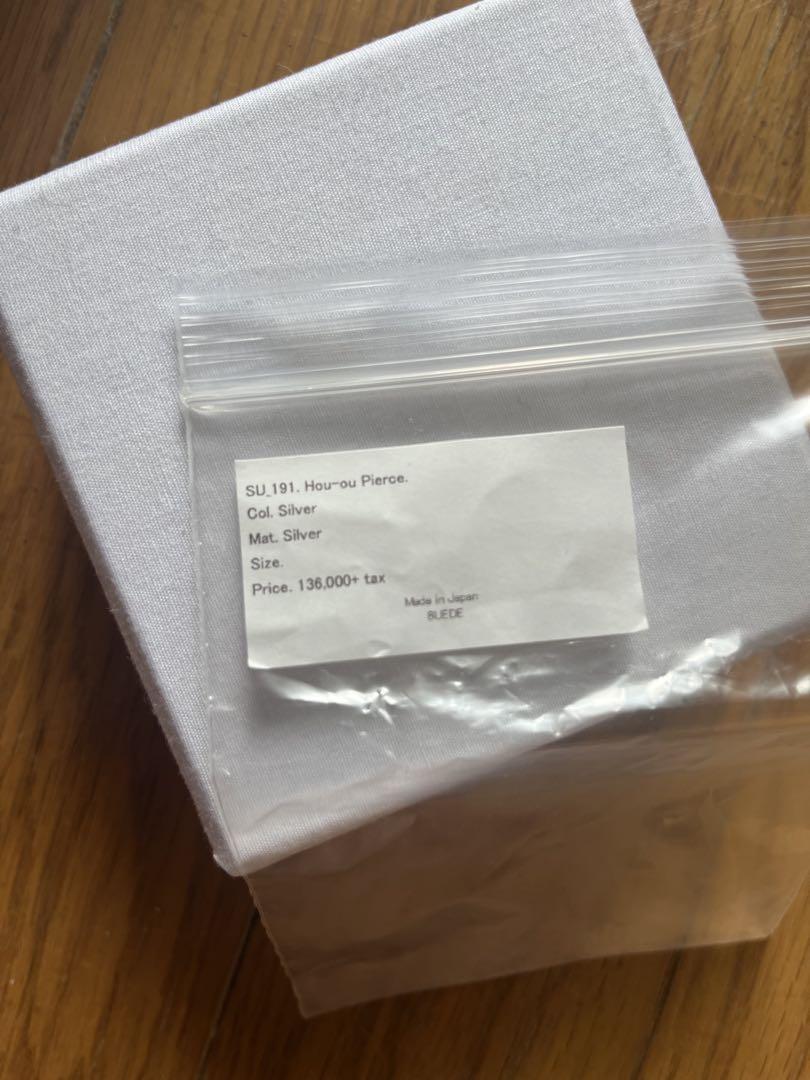 SU_191. Hou-ou Pierce.
Col. Silver
Mat. Silver
Size.
Price. 136,000+ tax
Made in Japan
SUEDE